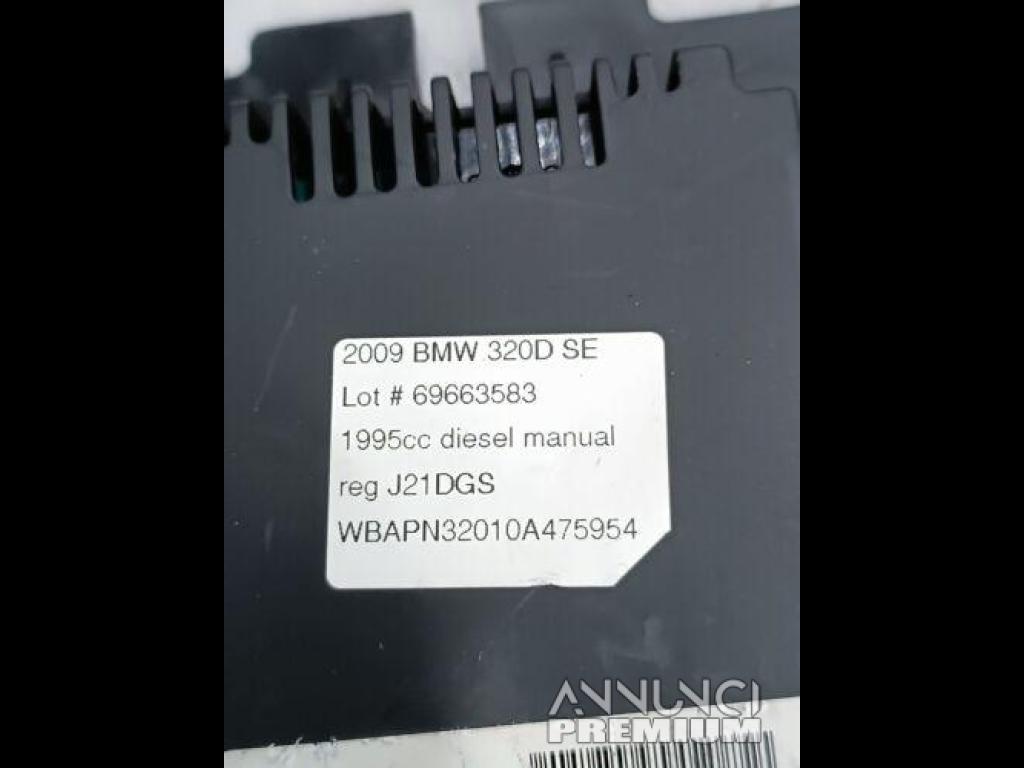 2009 BMW 320D SE
Lot # 69663583
1995cc diesel manual
reg J21DGS
WBAPN32010A475954
ANNUNCI
PREMIUM